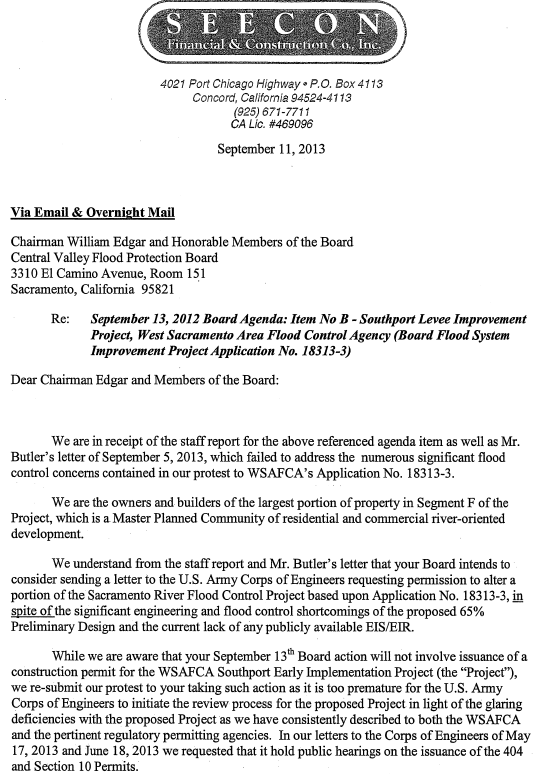 SEECON
Financial & Construction Co., Inc.
4021 Port Chicago Highway • P.O. Box 4113
Concord, California 94524-4113
(925) 671-7711
CA Lic. #469096
September 11, 2013
Via Email & Overnight Mail
Chairman William Edgar and Honorable Members of the Board
Central Valley Flood Protection Board
3310 El Camino Avenue, Room 151
Sacramento, California 95821
Re: September 13, 2012 Board Agenda: Item No B - Southport Levee Improvement
Project, West Sacramento Area Flood Control Agency (Board Flood System
Improvement Project Application No. 18313-3)
Dear Chairman Edgar and Members of the Board:
We are in receipt of the staff report for the above referenced agenda item as well as Mr.
Butler's letter of September 5, 2013, which failed to address the numerous significant flood
control concerns contained in our protest to WSAFCA's Application No. 18313-3.
We are the owners and builders of the largest portion of property in Segment F of the
Project, which is a Master Planned Community of residential and commercial river-oriented
development.
We understand from the staff report and Mr. Butler's letter that your Board intends to
consider sending a letter to the U.S. Army Corps of Engineers requesting permission to alter a
portion of the Sacramento River Flood Control Project based upon Application No. 18313-3, in
spite of the significant engineering and flood control shortcomings of the proposed 65%
Preliminary Design and the current lack of any publicly available EIS/EIR.
While we are aware that your September 13th Board action will not involve issuance of a
construction permit for the WSAFCA Southport Early Implementation Project (the "Project"),
we re-submit our protest to your taking such action as it is too premature for the U.S. Army
Corps of Engineers to initiate the review process for the proposed Project in light of the glaring
deficiencies with the proposed Project as we have consistently described to both the WSAFCA
and the pertinent regulatory permitting agencies. In our letters to the Corps of Engineers of May
17, 2013 and June 18, 2013 we requested that it hold public hearings on the issuance of the 404
and Section 10 Permits.